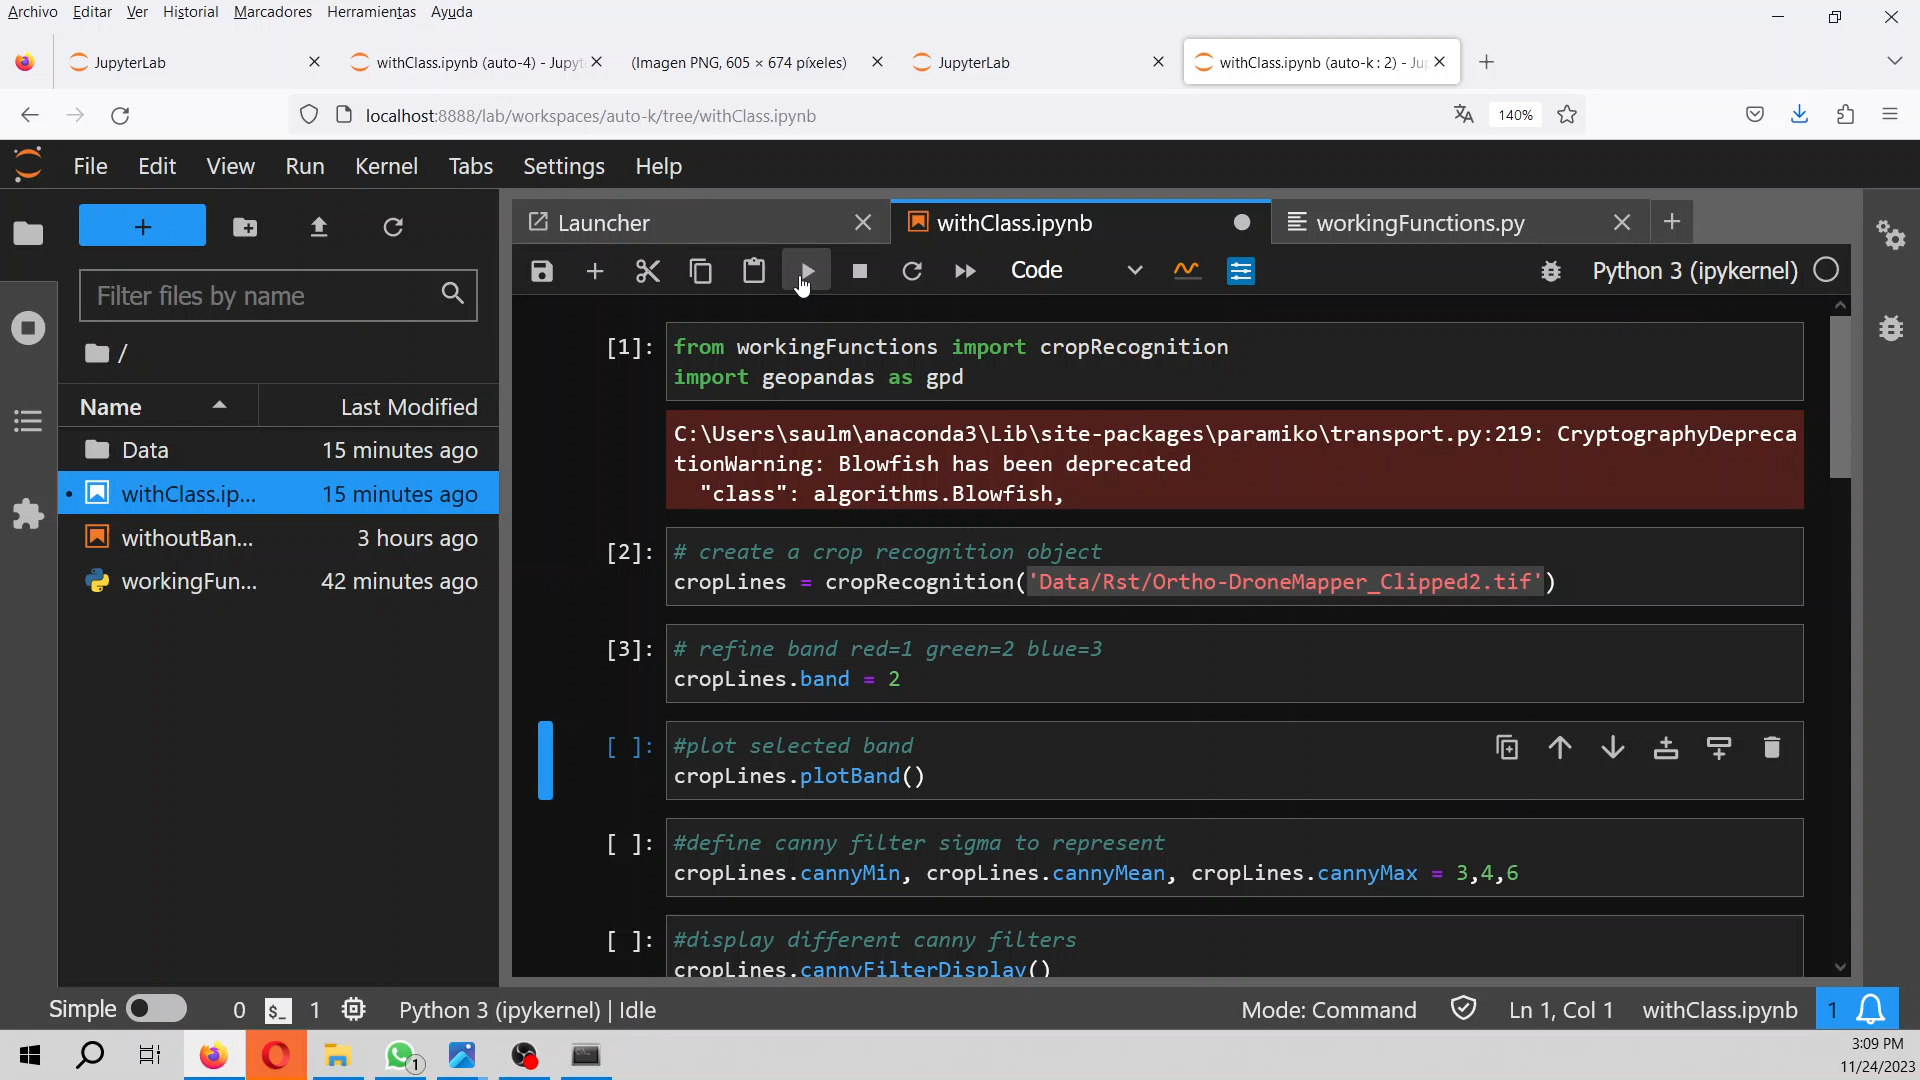 Archivo Editar Ver Historial Marcadores Herramientas Ayuda
JupyterLab
withClass.ipynb (auto-4) - Jupyt
(Imagen PNG, 605 × 674 píxeles)
JupyterLab
withClass.ipynb (auto-k : 2) - Ju
localhost:8888/lab/workspaces/auto-k/tree/withClass.ipynb
140%
File Edit View Run Kernel Tabs Settings Help
Launcher
withClass.ipynb
workingFunctions.py
Code
Python 3 (ipykernel)
Filter files by name
/
Name Last Modified
Data 15 minutes ago
withClass.ip... 15 minutes ago
withoutBan... 3 hours ago
workingFun... 42 minutes ago
[1]: from workingFunctions import cropRecognition
import geopandas as gpd
C:\Users\saulm\anaconda3\Lib\site-packages\paramiko\transport.py:219: CryptographyDepreca
tionWarning: Blowfish has been deprecated
"class": algorithms.Blowfish,
[2]: # create a crop recognition object
cropLines = cropRecognition('Data/Rst/Ortho-DroneMapper_Clipped2.tif')
[3]: # refine band red=1 green=2 blue=3
cropLines.band = 2
[ ]: #plot selected band
cropLines.plotBand()
[ ]: #define canny filter sigma to represent
cropLines.cannyMin, cropLines.cannyMean, cropLines.cannyMax = 3,4,6
[ ]: #display different canny filters
cropLines.cannyFilterDisplay()
Simple 0 $_ 1 Python 3 (ipykernel) | Idle Mode: Command Ln 1, Col 1 withClass.ipynb 1
1
3:09 PM
11/24/2023